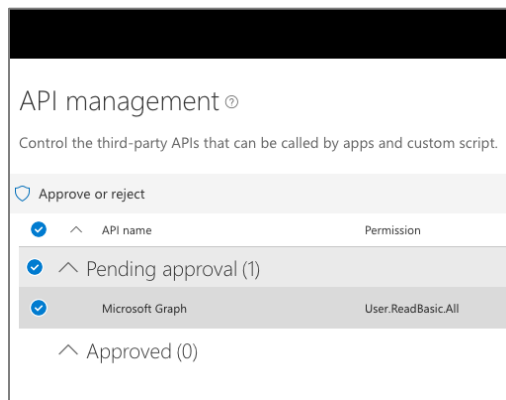 API management
Control the third-party APIs that can be called by apps and custom script.
Approve or reject
API name Permission
Pending approval (1)
Microsoft Graph User.ReadBasic.All
Approved (0)